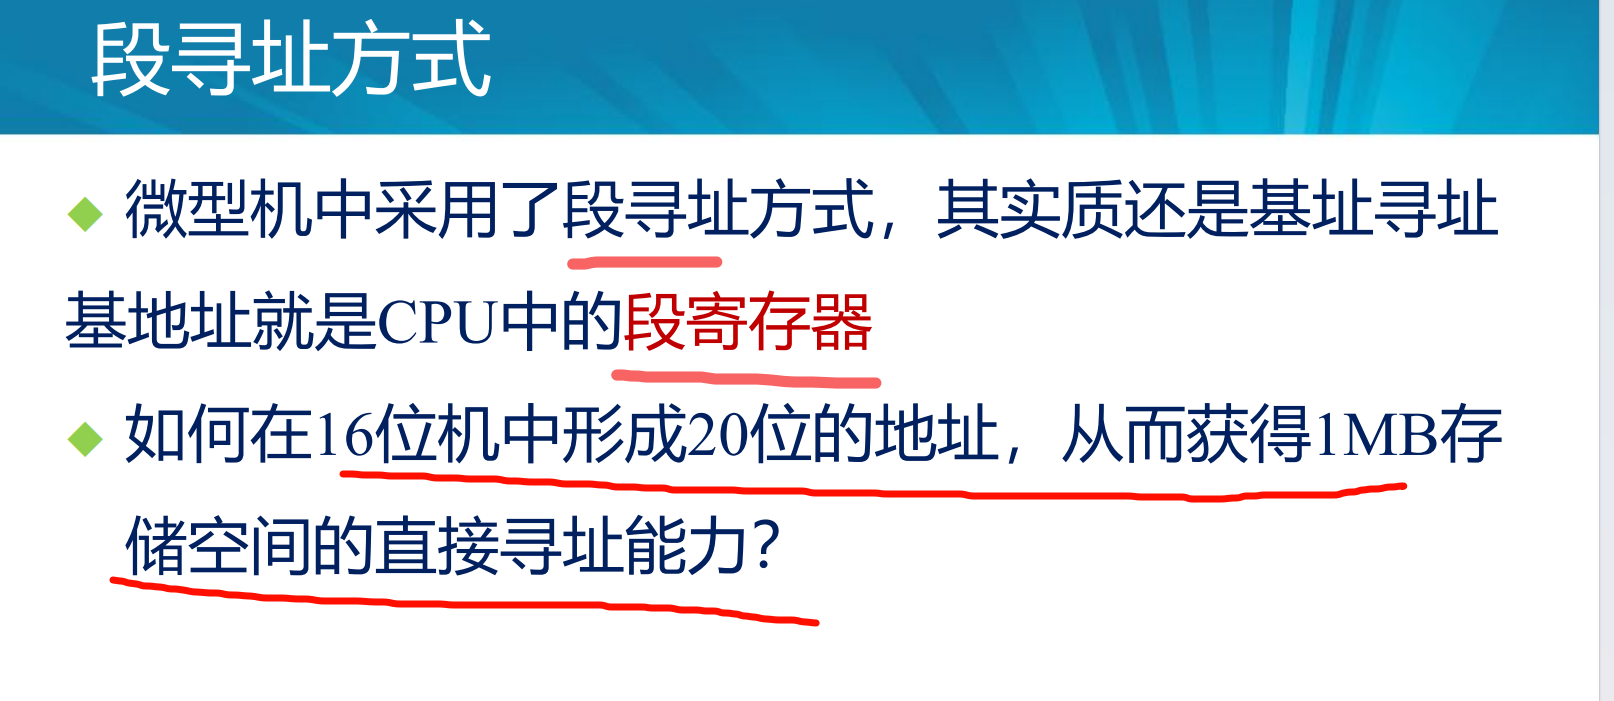 段寻址方式
微型机中采用了段寻址方式，其实质还是基址寻址
基地址就是CPU中的段寄存器
如何在16位机中形成20位的地址，从而获得1MB存
储空间的直接寻址能力？